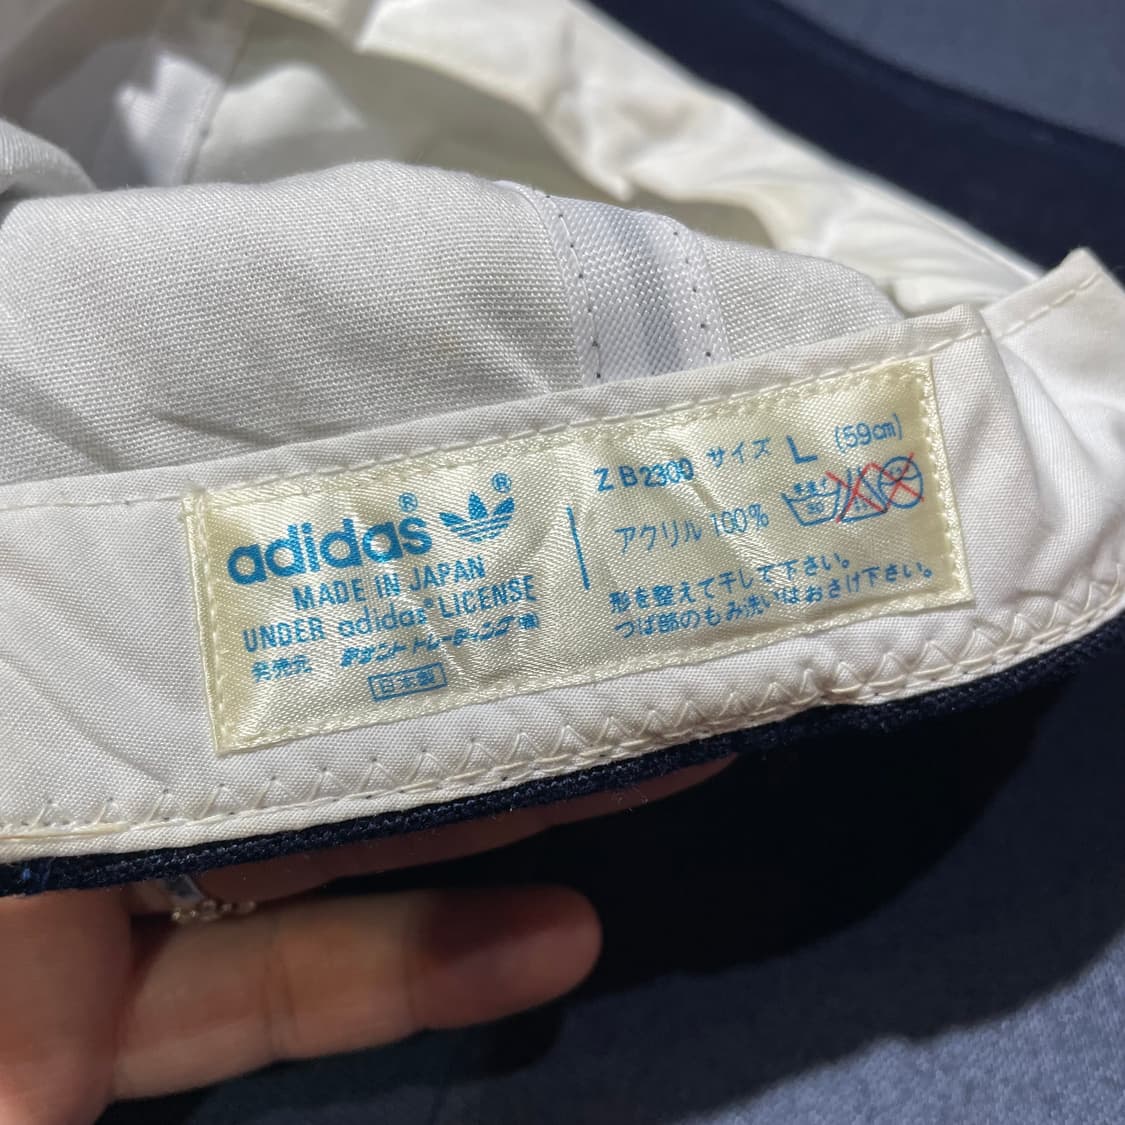 adidas® ®
MADE IN JAPAN
UNDER adidas® LICENSE
発売元 デサントトレーディング㈱
日本製
ZB2300 サイズ L (59cm)
アクリル 100%
形を整えて干して下さい。
つば部のもみ洗いはおさけ下さい。